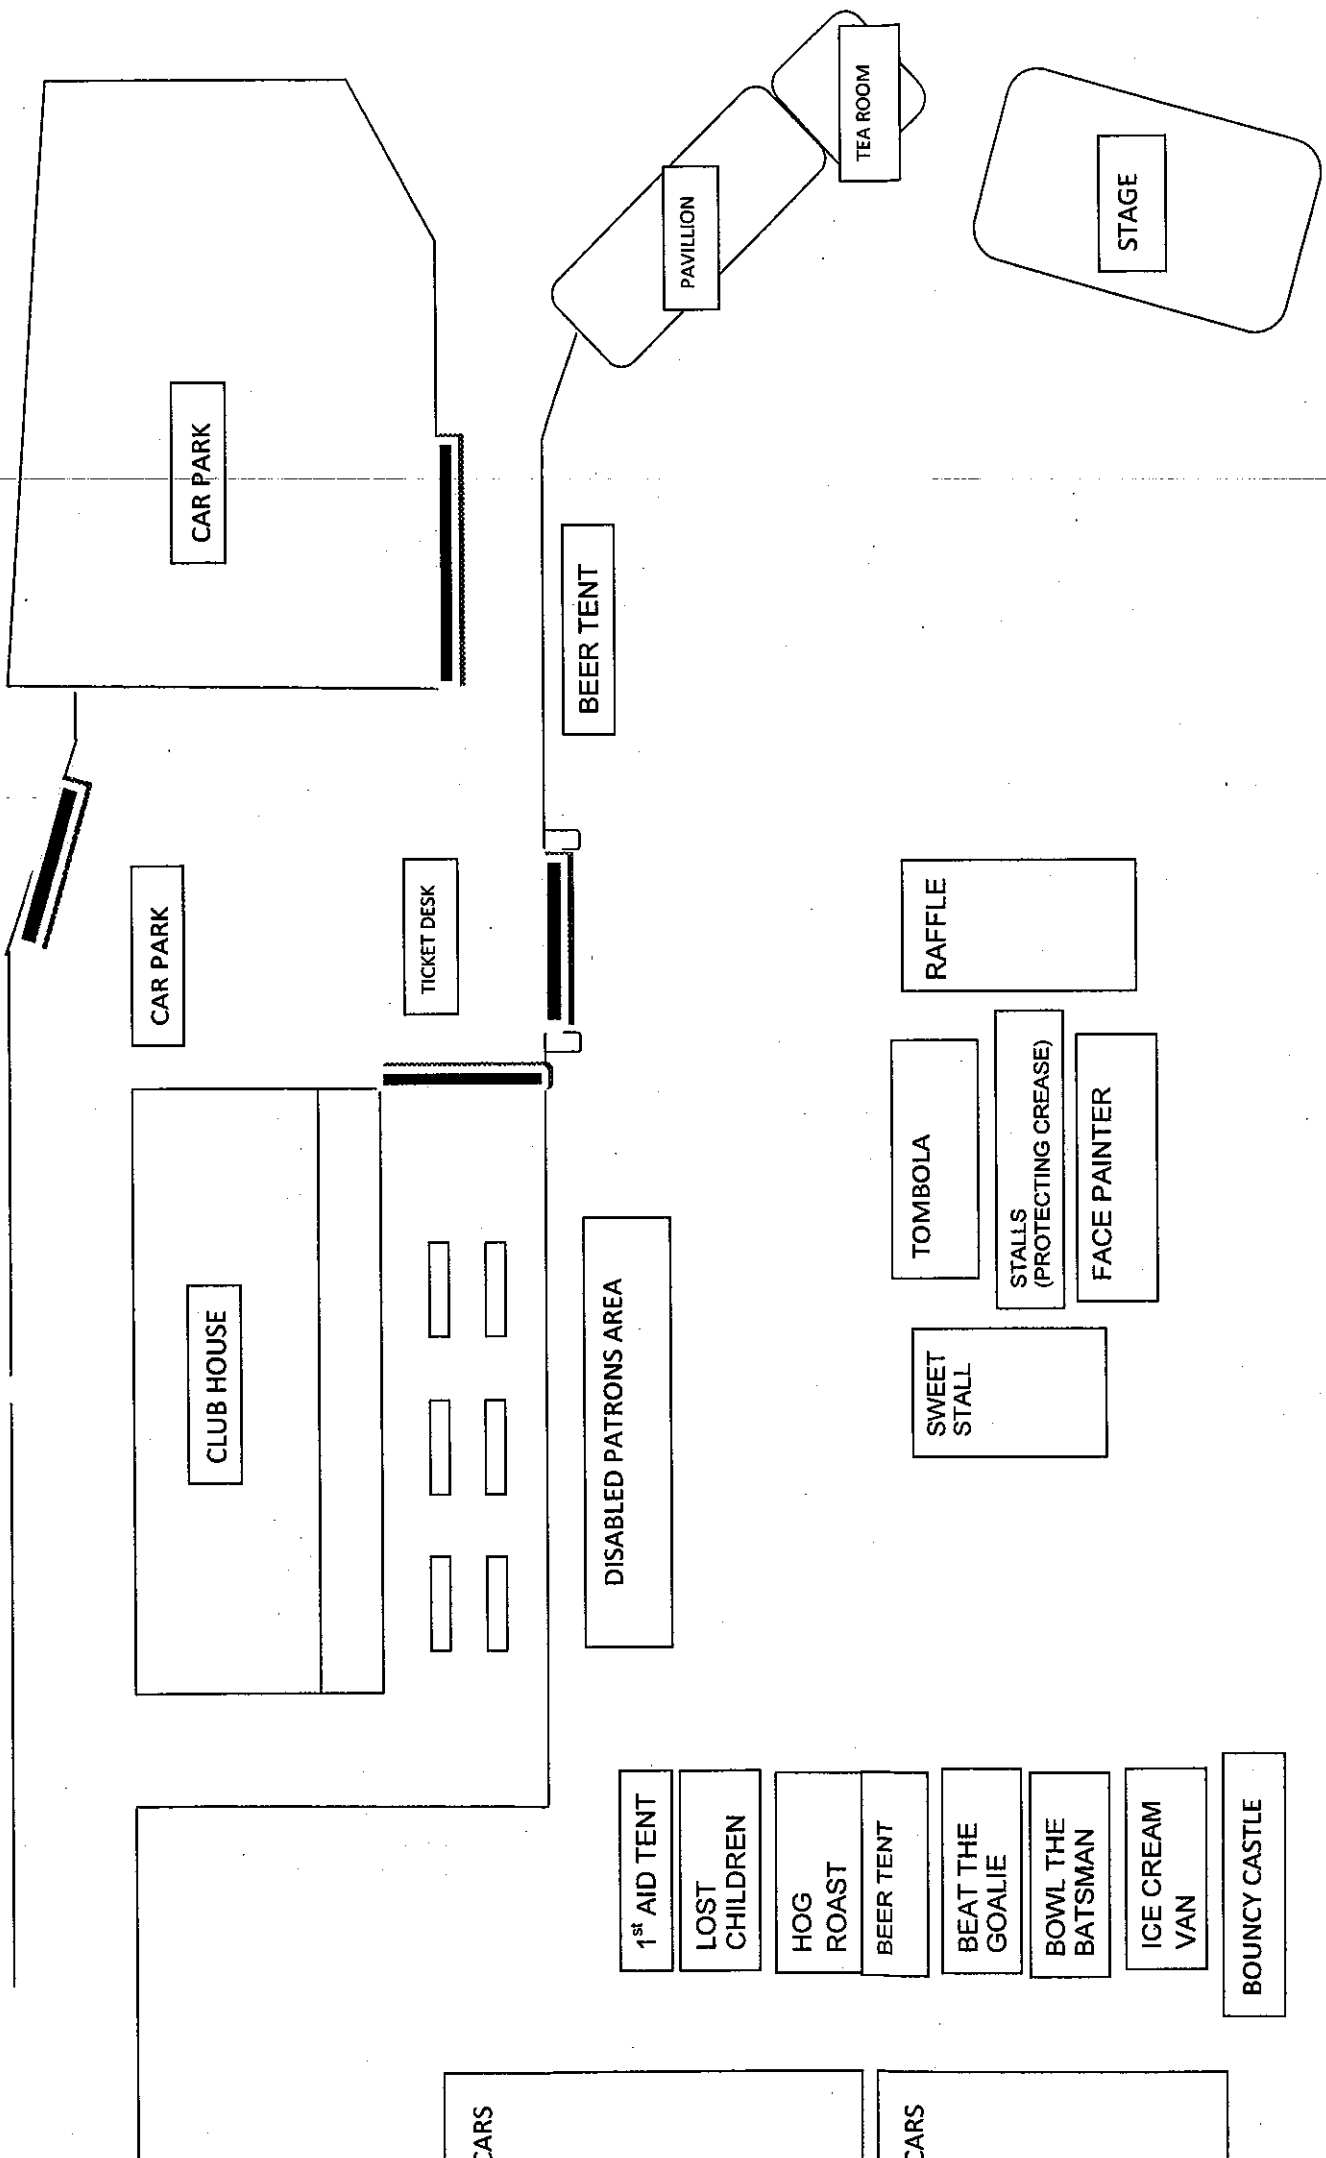 CAR PARK
CAR PARK
CLUB HOUSE
TICKET DESK
CARS
BEER TENT
PAVILLION
TEA ROOM
DISABLED PATRONS AREA
1st AID TENT
LOST
CHILDREN
HOG
ROAST
BEER TENT
BEAT THE
GOALIE
BOWL THE
BATSMAN
ICE CREAM
VAN
BOUNCY CASTLE
CARS
SWEET
STALL
TOMBOLA
STALLS
(PROTECTING CREASE)
FACE PAINTER
RAFFLE
STAGE